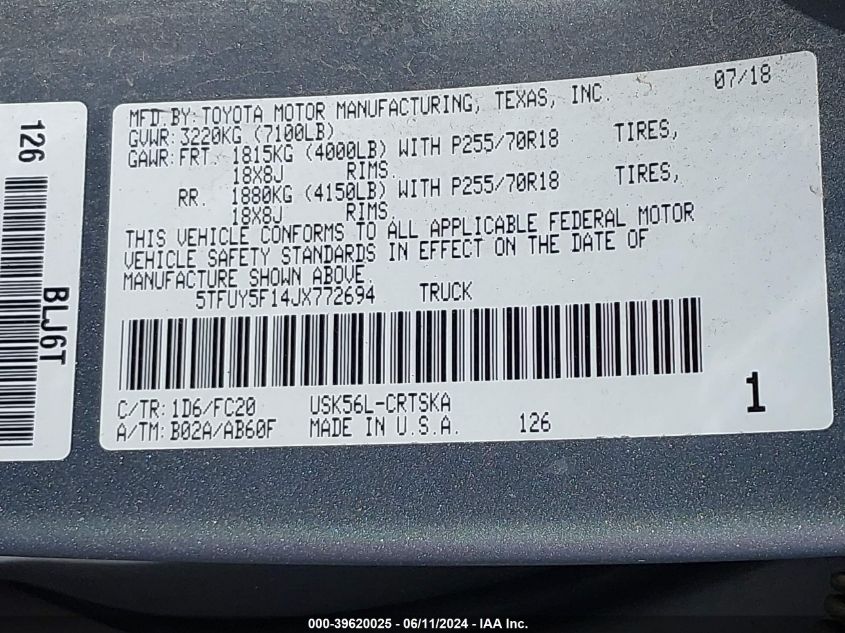 126
BLJ6T
MFD.BY:TOYOTA MOTOR MANUFACTURING, TEXAS, INC. 07/18
GVWR:3220KG (7100LB)
GAWR:FRT. 1815KG (4000LB) WITH P255/70R18 TIRES,
18X8J RIMS.
RR. 1880KG (4150LB) WITH P255/70R18 TIRES,
18X8J RIMS.
THIS VEHICLE CONFORMS TO ALL APPLICABLE FEDERAL MOTOR
VEHICLE SAFETY STANDARDS IN EFFECT ON THE DATE OF
MANUFACTURE SHOWN ABOVE.
5TFUY5F14JX772694 TRUCK
C/TR:1D6/FC20 USK56L-CRTSKA
A/TM:B02A/AB60F MADE IN U.S.A. 126
1
000-39620025 - 06/11/2024 - IAA Inc.